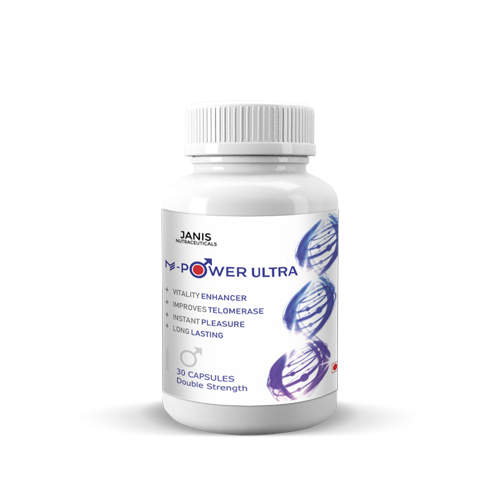 JANIS
NUTRACEUTICALS
M-POWER ULTRA
VITALITY ENHANCER
IMPROVES TELOMERASE
INSTANT PLEASURE
LONG LASTING
30 CAPSULES
Double Strength